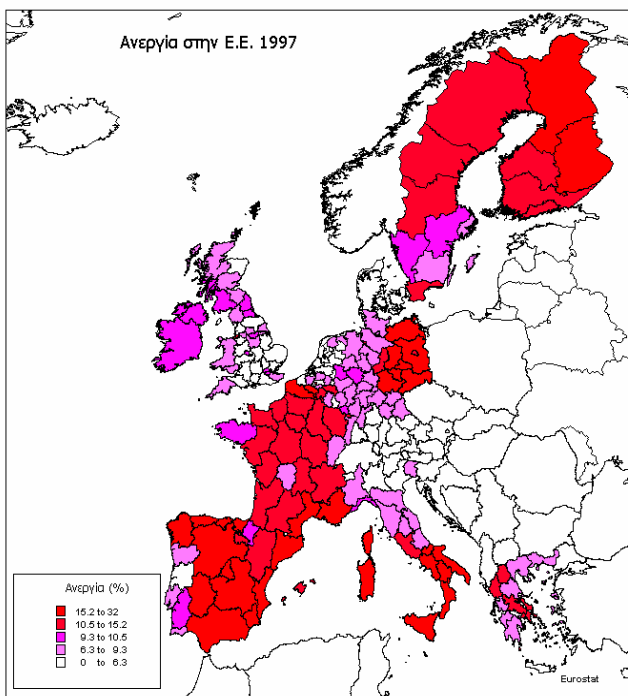 Ανεργία στην Ε.Ε. 1997
Ανεργία (%)
15.2 to 32
10.5 to 15.2
9.3 to 10.5
6.3 to 9.3
0 to 6.3
Eurostat